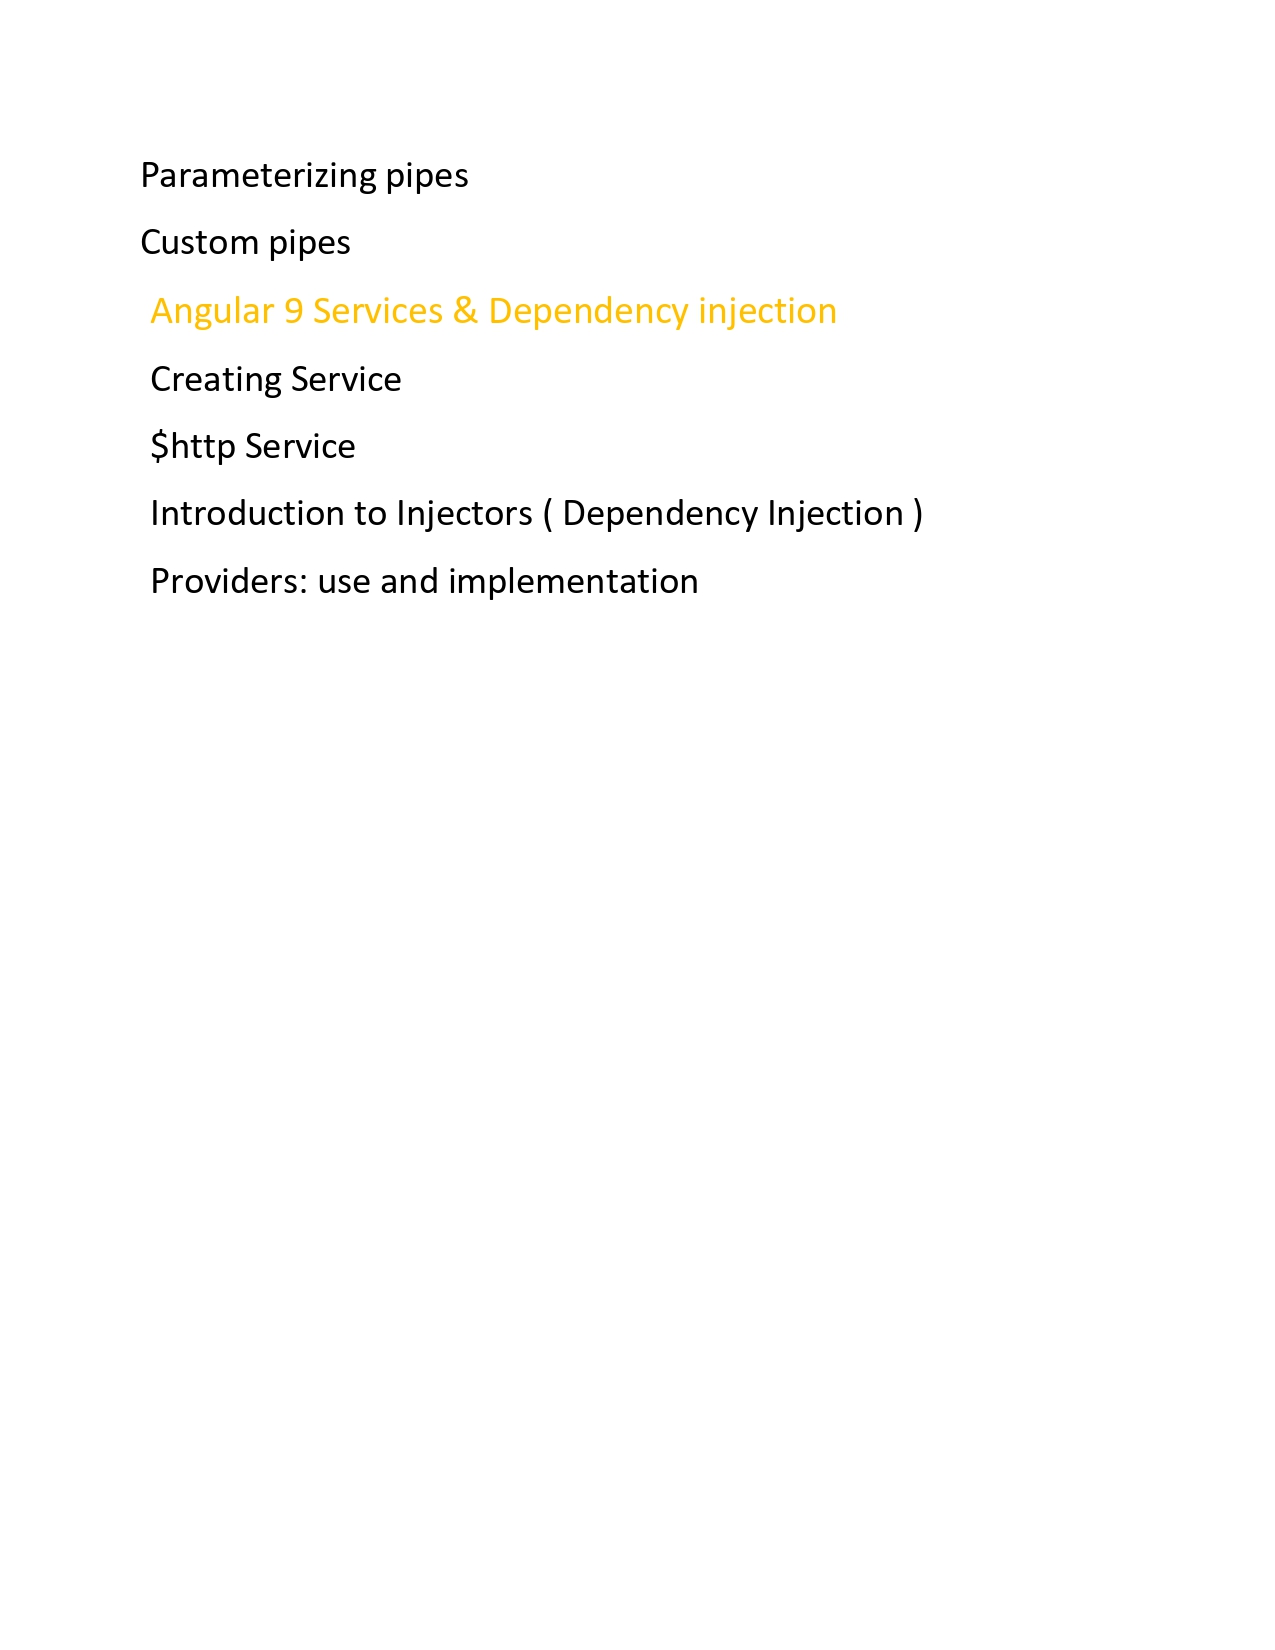 Parameterizing pipes
Custom pipes
Angular 9 Services & Dependency injection
Creating Service
$http Service
Introduction to Injectors ( Dependency Injection )
Providers: use and implementation